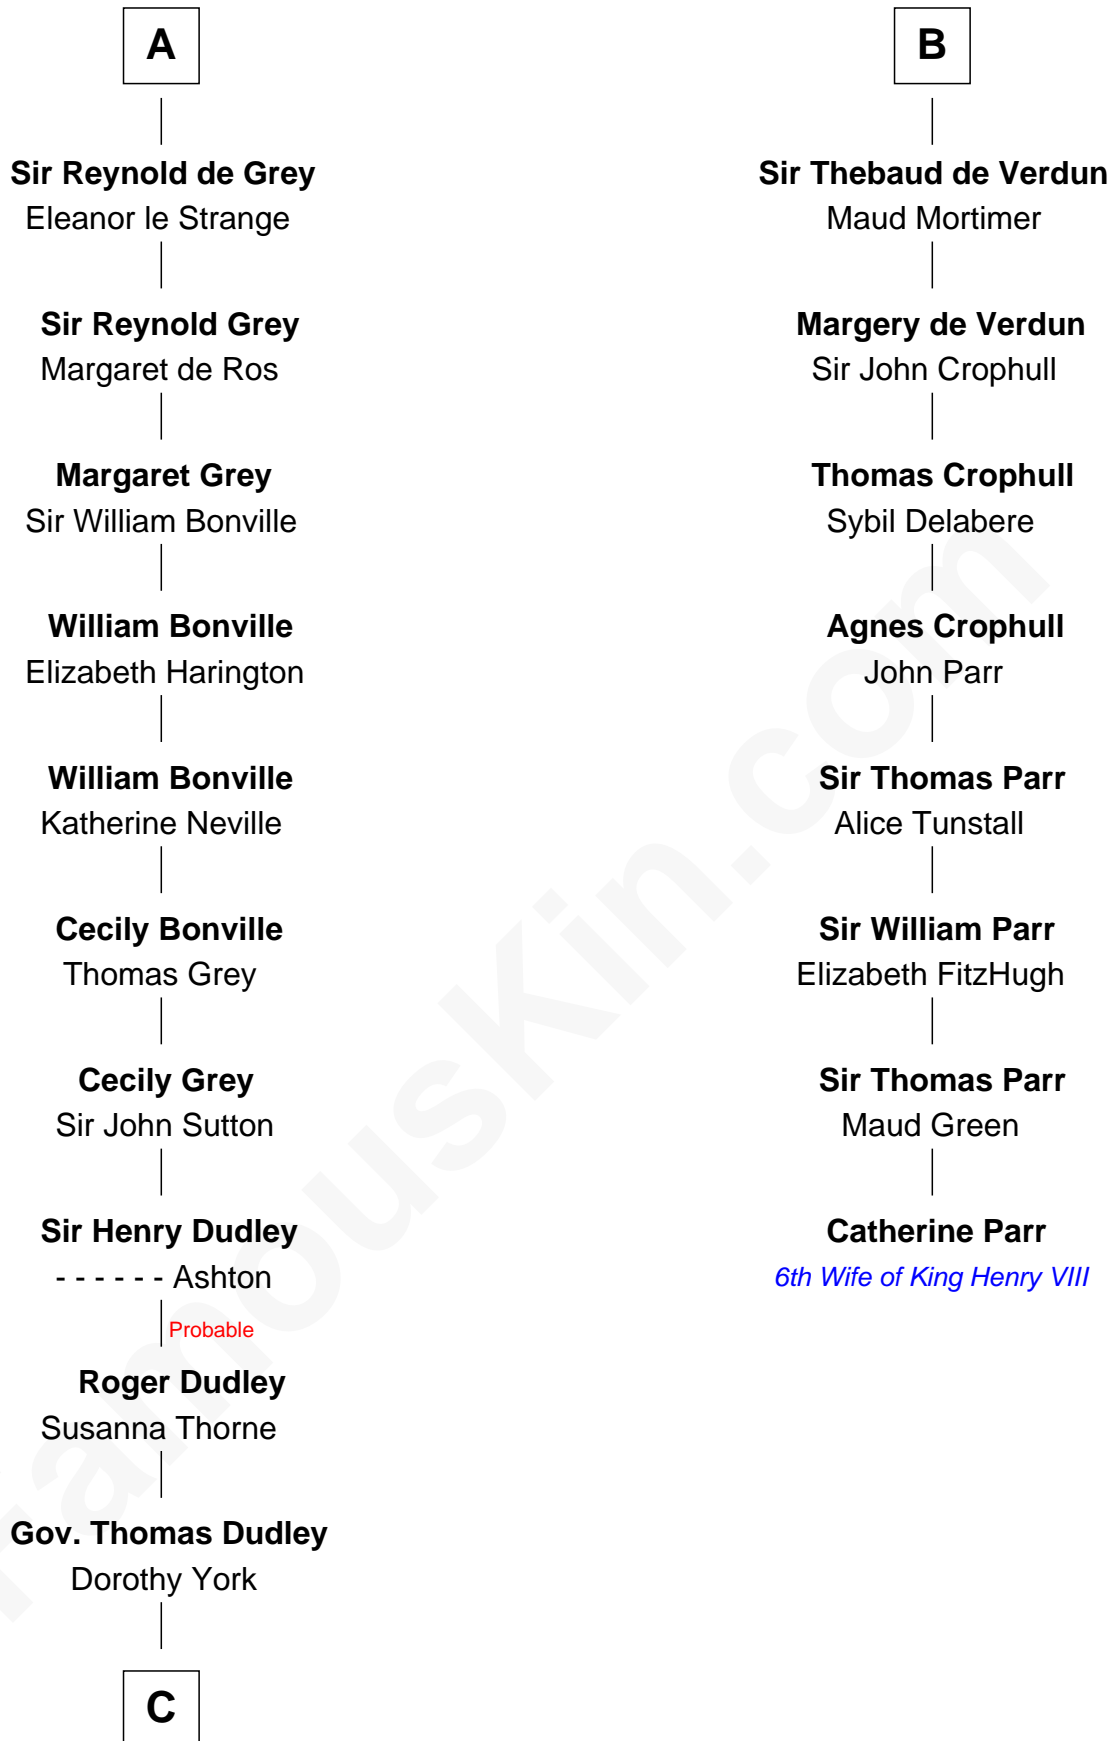 A
Sir Reynold de Grey
Eleanor le Strange
Sir Reynold Grey
Margaret de Ros
Margaret Grey
Sir William Bonville
William Bonville
Elizabeth Harington
William Bonville
Katherine Neville
Cecily Bonville
Thomas Grey
Cecily Grey
Sir John Sutton
Sir Henry Dudley
- - - - - - Ashton
Probable
Roger Dudley
Susanna Thorne
Gov. Thomas Dudley
Dorothy York
C
B
Sir Thebaud de Verdun
Maud Mortimer
Margery de Verdun
Sir John Crophull
Thomas Crophull
Sybil Delabere
Agnes Crophull
John Parr
Sir Thomas Parr
Alice Tunstall
Sir William Parr
Elizabeth FitzHugh
Sir Thomas Parr
Maud Green
Catherine Parr
6th Wife of King Henry VIII
FamousKin.com